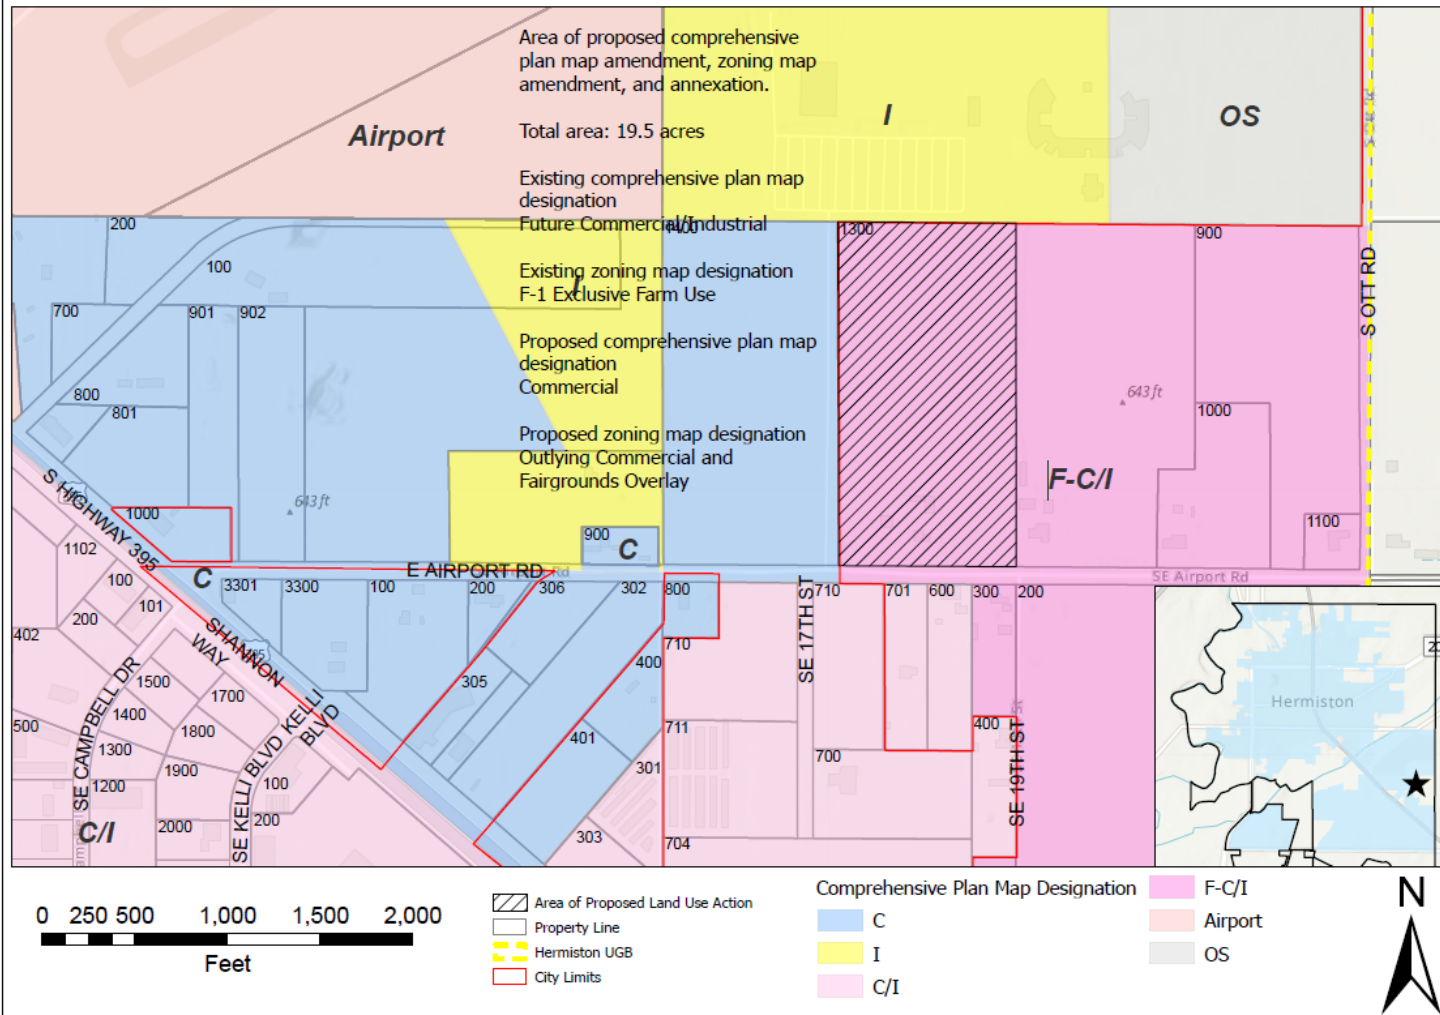 Area of proposed comprehensive
plan map amendment, zoning map
amendment, and annexation.
Total area: 19.5 acres
Existing comprehensive plan map
designation
Future Commercial/Industrial
Existing zoning map designation
F-1 Exclusive Farm Use
Proposed comprehensive plan map
designation
Commercial
Proposed zoning map designation
Outlying Commercial and
Fairgrounds Overlay
Airport
I
OS
200
100
1400
1300
900
I
700
901
902
S OTT RD
800
801
643 ft
1000
F-C/I
S HIGHWAY 395
1000
643 ft
900
C
1100
1102
100
C
E AIRPORT RD
Rd
SE Airport Rd
3301
3300
100
200
306
302
800
710
701
600
300
200
101
200
402
SHANNON
WAY
SE 17TH ST
710
400
SE CAMPBELL DR
1500
1700
305
1400
1800
KELLI
BLVD
SE KELLI BLVD
500
1300
1900
401
711
400
SE 19TH ST
1200
100
301
700
C/I
2000
200
303
704
Hermiston
0 250 500 1,000 1,500 2,000
Feet
Area of Proposed Land Use Action
Property Line
Hermiston UGB
City Limits
Comprehensive Plan Map Designation
C
I
C/I
F-C/I
Airport
OS
N